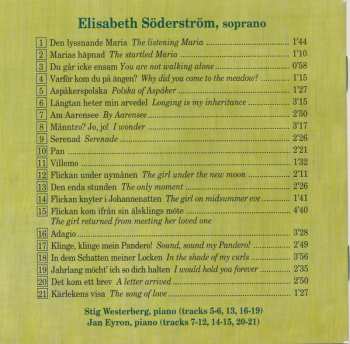 Elisabeth Söderström, soprano
1 Den lyssnande Maria The listening Maria 1'44
2 Marias häpnad The startled Maria 1'10
3 Du går icke ensam You are not walking alone 0'58
4 Varför kom du på ängen? Why did you come to the meadow? 1'15
5 Aspåkerspolska Polska of Aspåker 1'27
6 Längtan heter min arvedel Longing is my inheritance 3'15
7 Am Aarensee By Aarensee 2'50
8 Månntro? Jo, jo! I wonder 3'17
9 Serenad Serenade 2'26
10 Pan 2'21
11 Villemo 1'32
12 Flickan under nymånen The girl under the new moon 2'11
13 Den enda stunden The only moment 2'26
14 Flickan knyter i Johannenatten The girl on midsummer eve 1'41
15 Flickan kom ifrån sin älsklings möte 4'40
The girl returned from meeting her loved one
16 Adagio 2'34
17 Klinge, klinge mein Pandero! Sound, sound my Pandero! 2'49
18 In dem Schatten meiner Locken In the shade of my curls 3'56
19 Jahrlang möcht' ich so dich halten I would hold you forever 2'35
20 Det kom ett brev A letter arrived 2'50
21 Kärlekens visa The song of love 1'27
Stig Westerberg, piano (tracks 5-6, 13, 16-19)
Jan Eyron, piano (tracks 7-12, 14-15, 20-21)